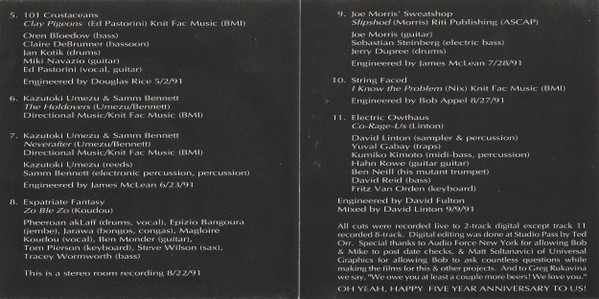 5. 101 Crustaceans
Clay Pigeons (Ed Pastorini) Knit Fac Music (BMI)
Oren Bloedow (bass)
Claire DeBrunner (bassoon)
Jan Kotik (drums)
Miki Navazio (guitar)
Ed Pastorini (vocal, guitar)
Engineered by Douglas Rice 5/2/91
6. Kazutoki Umezu & Samm Bennett
The Holdovers (Umezu/Bennett)
Directional Music/Knit Fac Music (BMI)
7. Kazutoki Umezu & Samm Bennett
Neverafter (Umezu/Bennett)
Directional Music/Knit Fac Music (BMI)
Kazutoki Umezu (reeds)
Samm Bennett (electronic percussion, percussion)
Engineered by James McLean 6/23/91
8. Expatriate Fantasy
Zo Ble Zo (Koudou)
Pheeroan akLaff (drums, vocal), Epizio Bangoura
(jembe), Jarawa (bongos, congas), Magloire
Koudou (vocal), Ben Monder (guitar),
Tom Pierson (keyboard), Steve Wilson (sax),
Tracey Wormworth (bass)
This is a stereo room recording 8/22/91
9. Joe Morris' Sweatshop
Slipshod (Morris) Riti Publishing (ASCAP)
Joe Morris (guitar)
Sebastian Steinberg (electric bass)
Jerry Dupree (drums)
Engineered by James McLean 7/28/91
10. String Faced
I Know the Problem (Nix) Knit Fac Music (BMI)
Engineered by Bob Appel 8/27/91
11. Electric Owthaus
Co-Rage-Us (Linton)
David Linton (sampler & percussion)
Yuval Gabay (traps)
Kumiko Kimoto (midi-bass, percussion)
Hahn Rowe (guitar guitar)
Ben Neill (his mutant trumpet)
David Reid (bass)
Fritz Van Orden (keyboard)
Engineered by David Fulton
Mixed by David Linton 9/9/91
All cuts were recorded live to 2-track digital except track 11
recorded 8-track. Digital editing was done at Studio Pass by Ted
Orr. Special thanks to Audio Force New York for allowing Bob
& Mike to post date checks, & Matt Soltanavici of Universal
Graphics for allowing Bob to ask countless questions while
making the films for this & other projects. And to Greg Rukavina
we say, "We owe you at least a couple more beers! We love you."
OH YEAH, HAPPY FIVE YEAR ANNIVERSARY TO US!